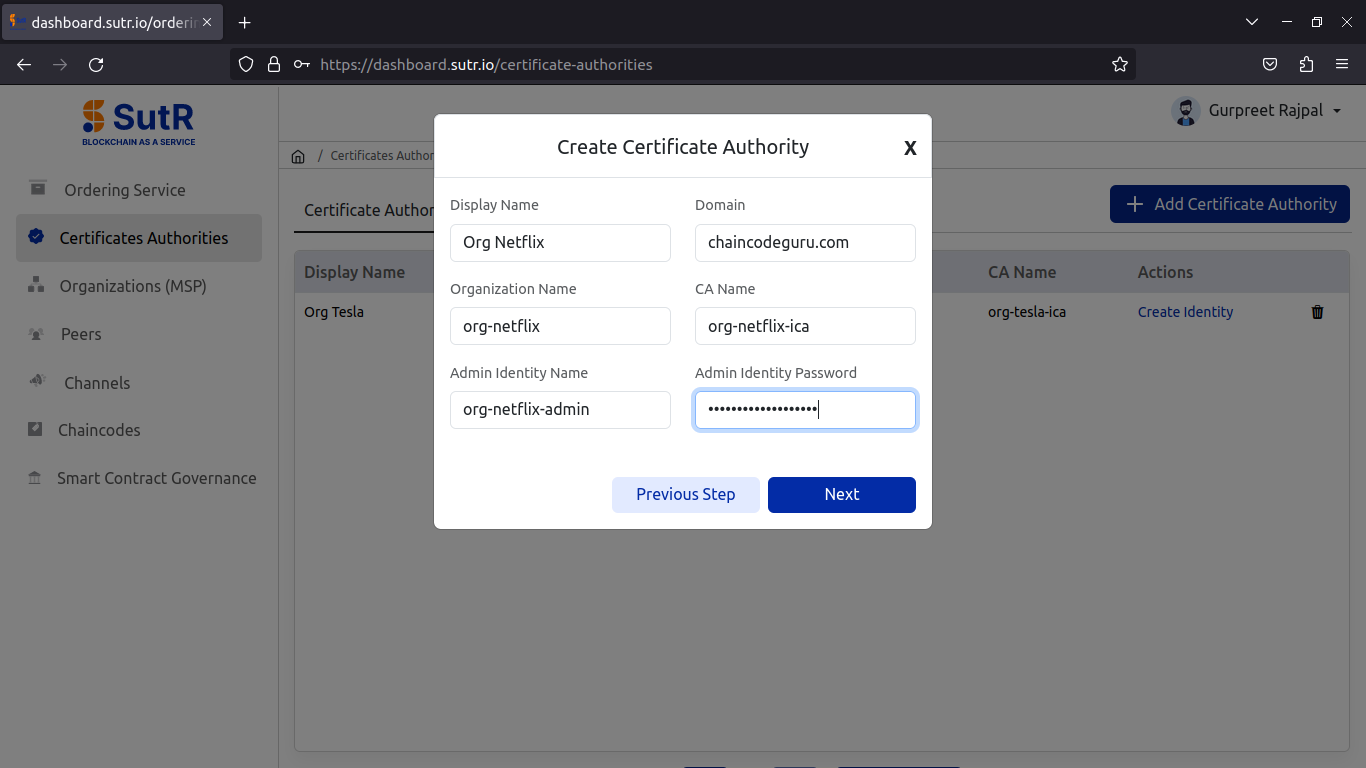 dashboard.sutr.io/orderin
https://dashboard.sutr.io/certificate-authorities
SutR
BLOCKCHAIN AS A SERVICE
Gurpreet Rajpal
/ Certificates Author
Ordering Service
Certificates Authorities
Organizations (MSP)
Peers
Channels
Chaincodes
Smart Contract Governance
Certificate Author
+ Add Certificate Authority
Display Name
CA Name
Actions
Org Tesla
org-tesla-ica
Create Identity
Create Certificate Authority
X
Display Name
Domain
Org Netflix
chaincodeguru.com
Organization Name
CA Name
org-netflix
org-netflix-ica
Admin Identity Name
Admin Identity Password
org-netflix-admin
•••••••••••••••••••
Previous Step
Next